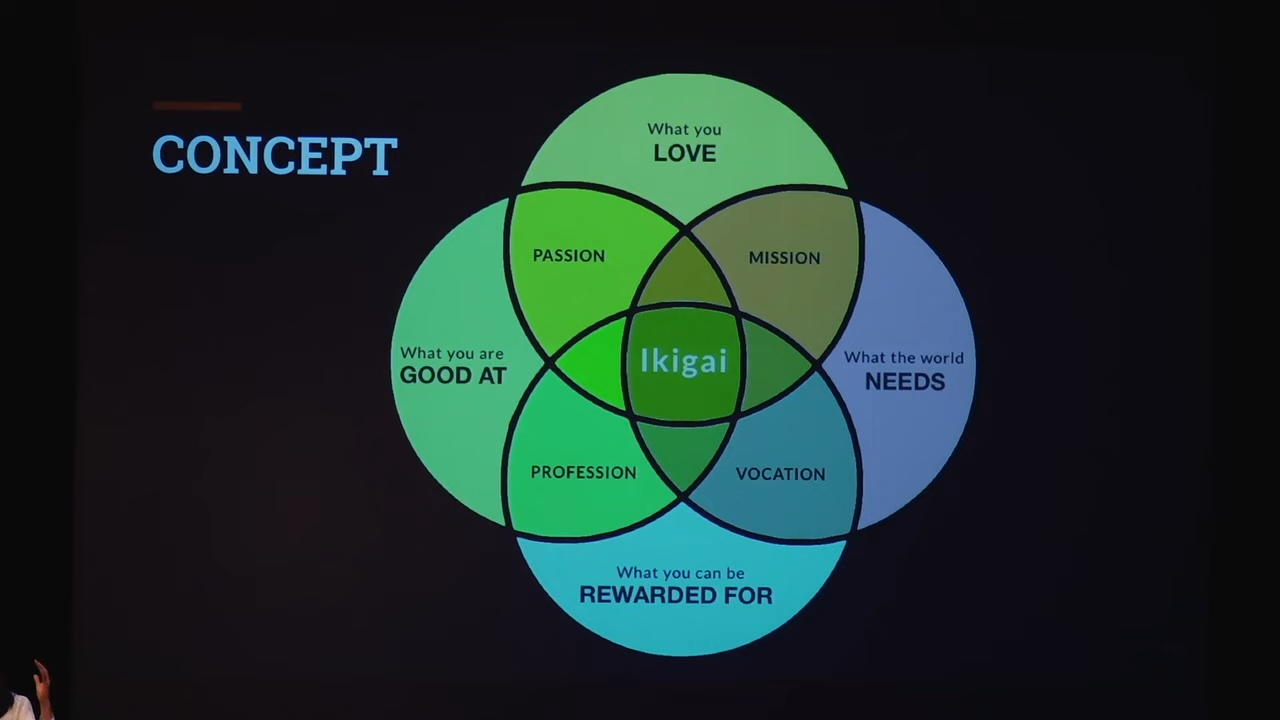 CONCEPT
What you
LOVE
PASSION
MISSION
What you are
GOOD AT
Ikigai
What the world
NEEDS
PROFESSION
VOCATION
What you can be
REWARDED FOR